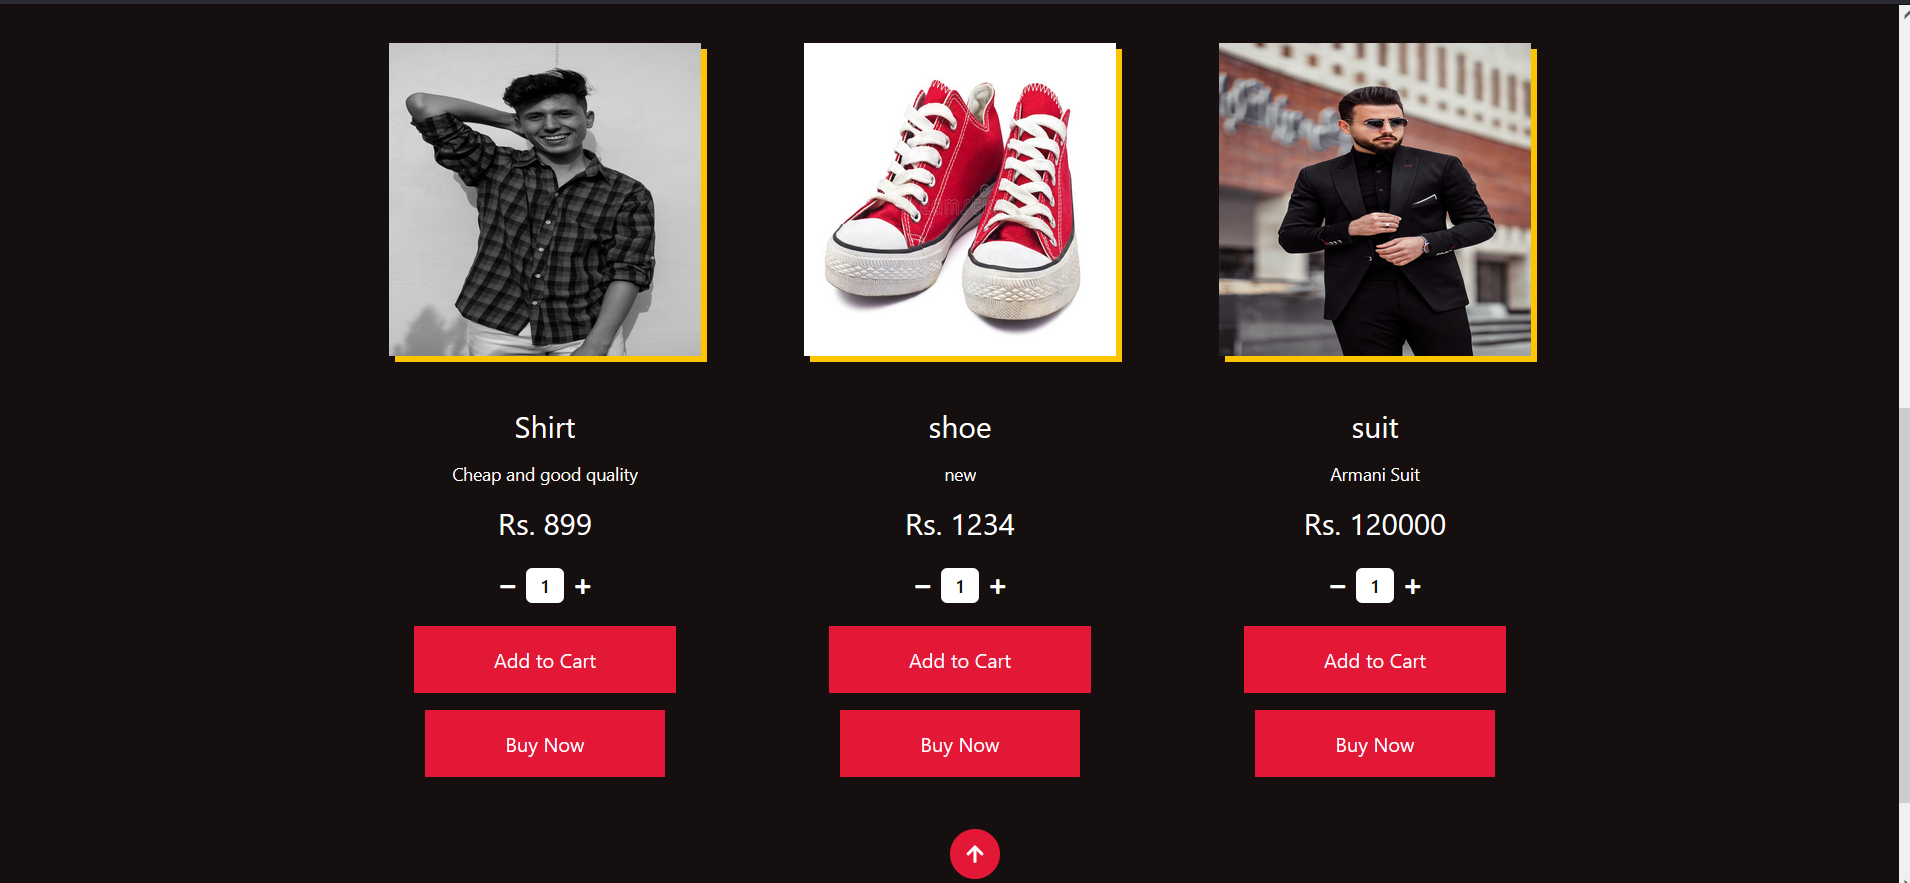 Shirt
Cheap and good quality
Rs. 899
− 1 +
Add to Cart
Buy Now
shoe
new
Rs. 1234
− 1 +
Add to Cart
Buy Now
suit
Armani Suit
Rs. 120000
− 1 +
Add to Cart
Buy Now